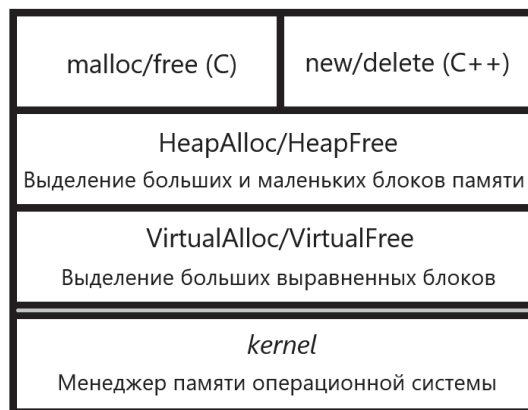 malloc/free (C)
new/delete (C++)
HeapAlloc/HeapFree
Выделение больших и маленьких блоков памяти
VirtualAlloc/VirtualFree
Выделение больших выравненных блоков
kernel
Менеджер памяти операционной системы